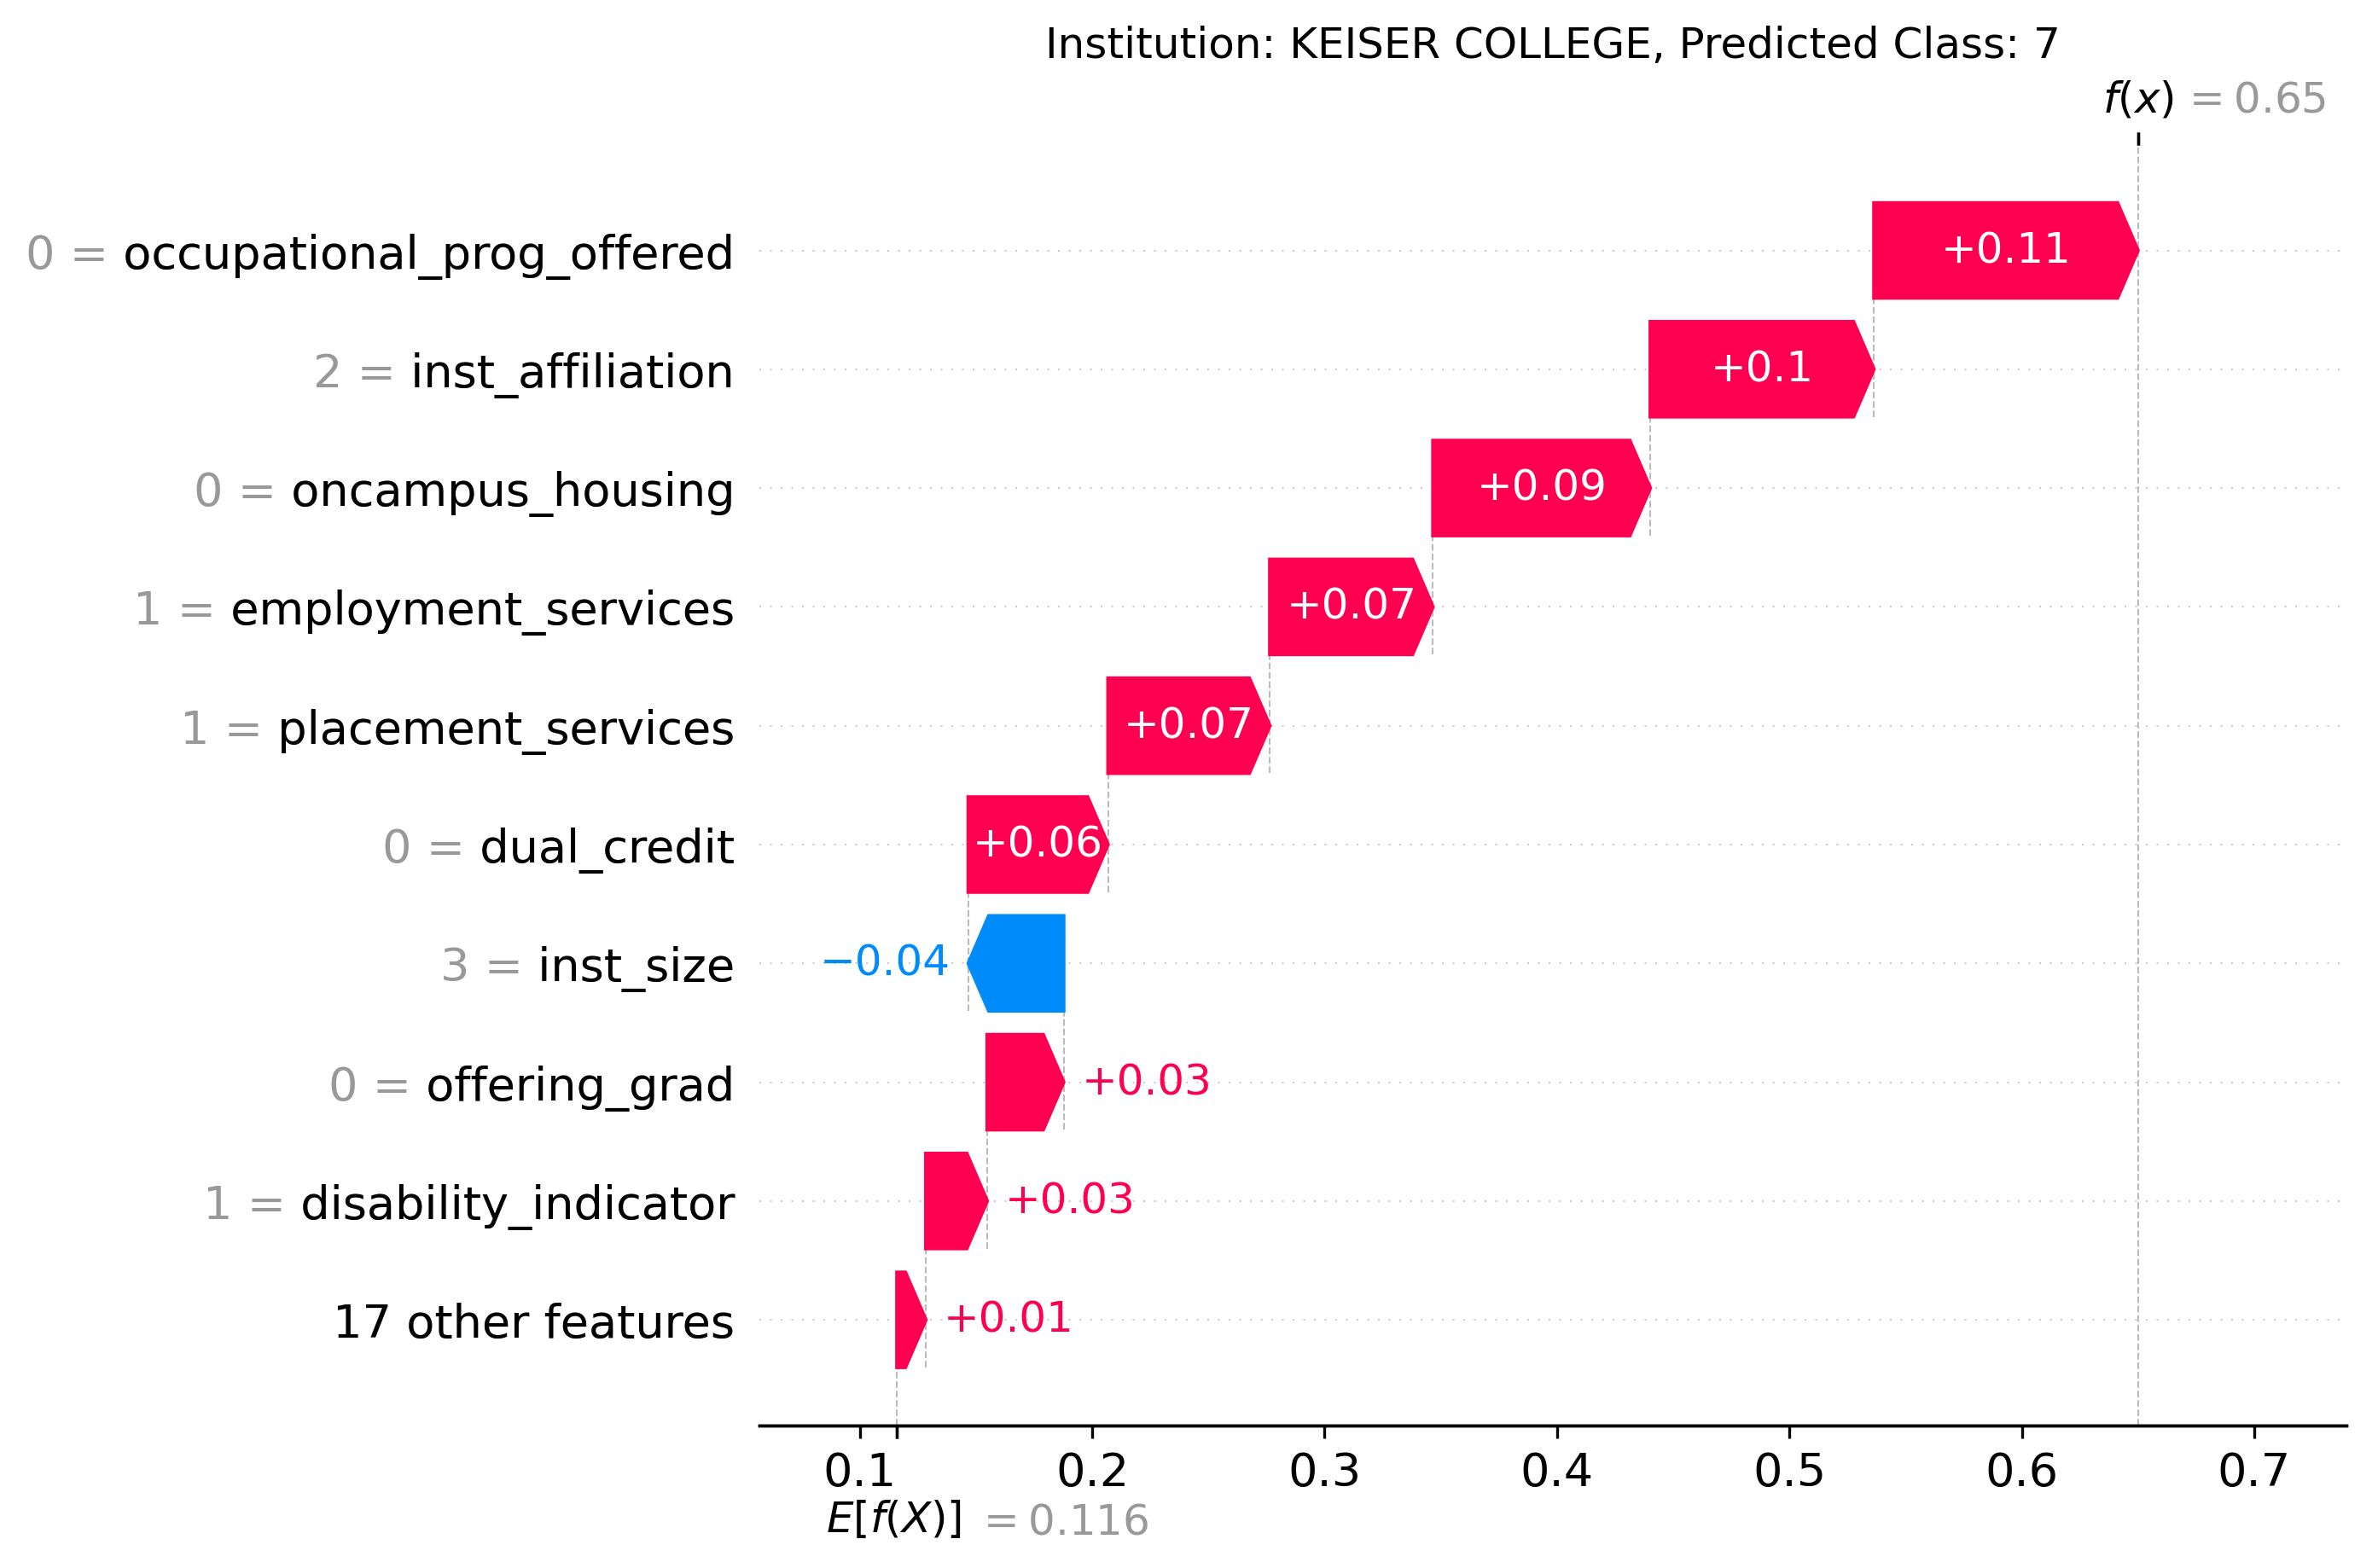 Institution: KEISER COLLEGE, Predicted Class: 7
f(x) = 0.65
0 = occupational_prog_offered +0.11
2 = inst_affiliation +0.1
0 = oncampus_housing +0.09
1 = employment_services +0.07
1 = placement_services +0.07
0 = dual_credit +0.06
3 = inst_size −0.04
0 = offering_grad +0.03
1 = disability_indicator +0.03
17 other features +0.01
0.1 0.2 0.3 0.4 0.5 0.6 0.7
E[f(X)] = 0.116